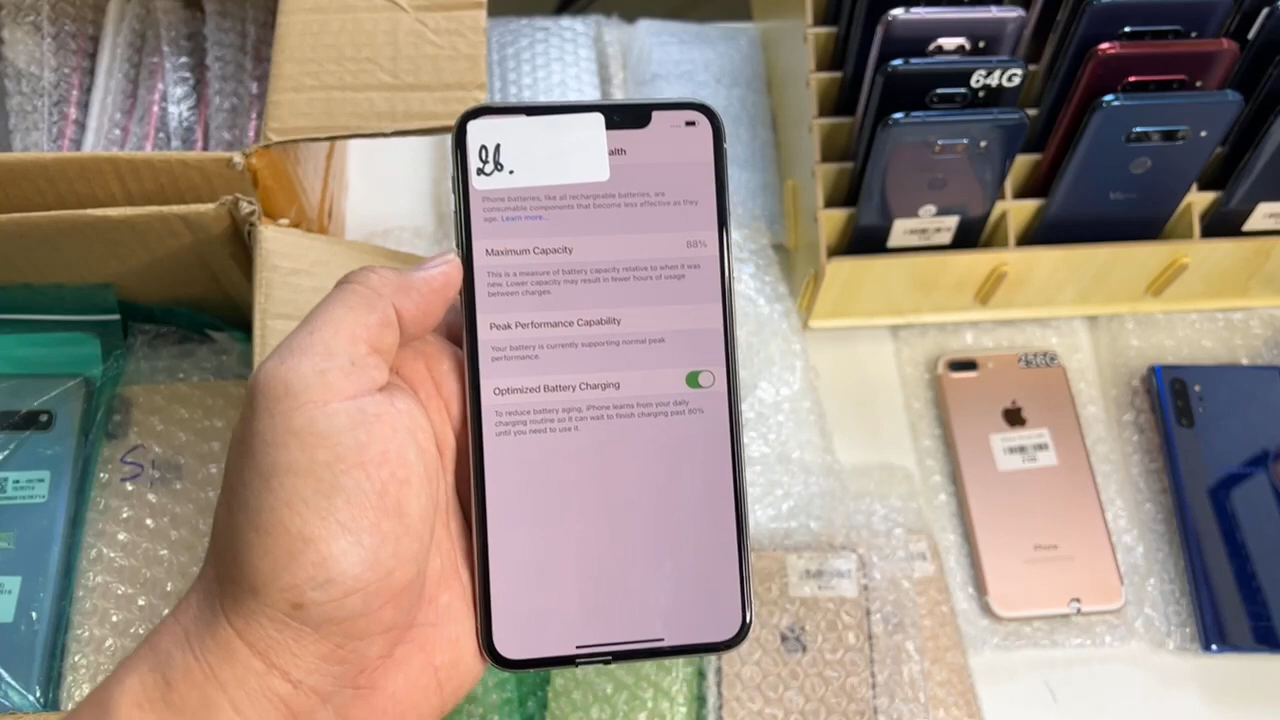 64G
26.
alth
Phone batteries, like all rechargeable batteries, are
consumable components that become less effective as they
age. Learn more...
Maximum Capacity 88%
This is a measure of battery capacity relative to when it was
new. Lower capacity may result in fewer hours of usage
between charges.
Peak Performance Capability
Your battery is currently supporting normal peak
performance.
Optimized Battery Charging
To reduce battery aging, iPhone learns from your daily
charging routine so it can wait to finish charging past 80%
until you need to use it.
256G
iPhone